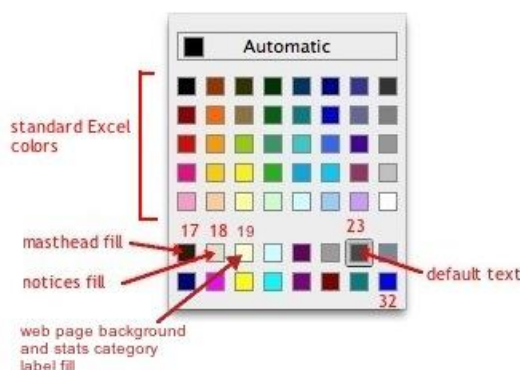 Automatic
standard Excel
colors
17 18 19
23
masthead fill
notices fill
default text
32
web page background
and stats category
label fill